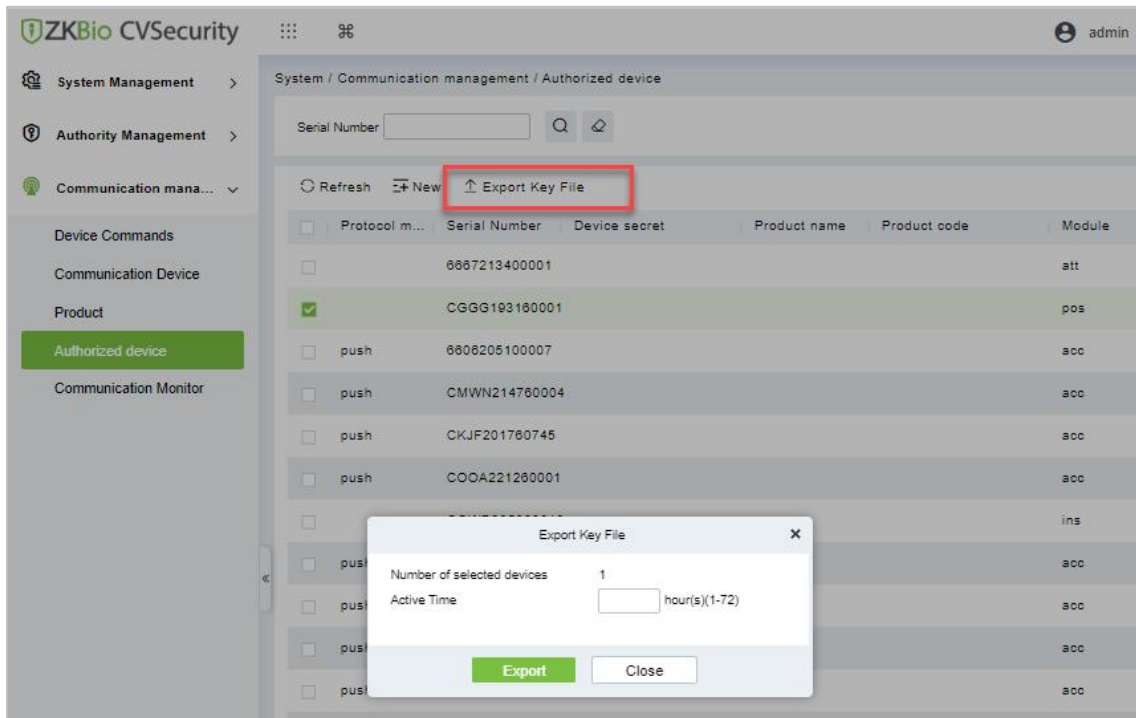 ZKBio CVSecurity
admin
System Management
Authority Management
Communication mana...
Device Commands
Communication Device
Product
Authorized device
Communication Monitor
System / Communication management / Authorized device
Serial Number
Refresh New Export Key File
Protocol m... Serial Number Device secret Product name Product code Module
6667213400001 att
CGGG193160001 pos
push 6606205100007 acc
push CMWN214760004 acc
push CKJF201760745 acc
push COOA221260001 acc
ins
push acc
push acc
push acc
push acc
Export Key File
Number of selected devices 1
Active Time hour(s)(1-72)
Export Close